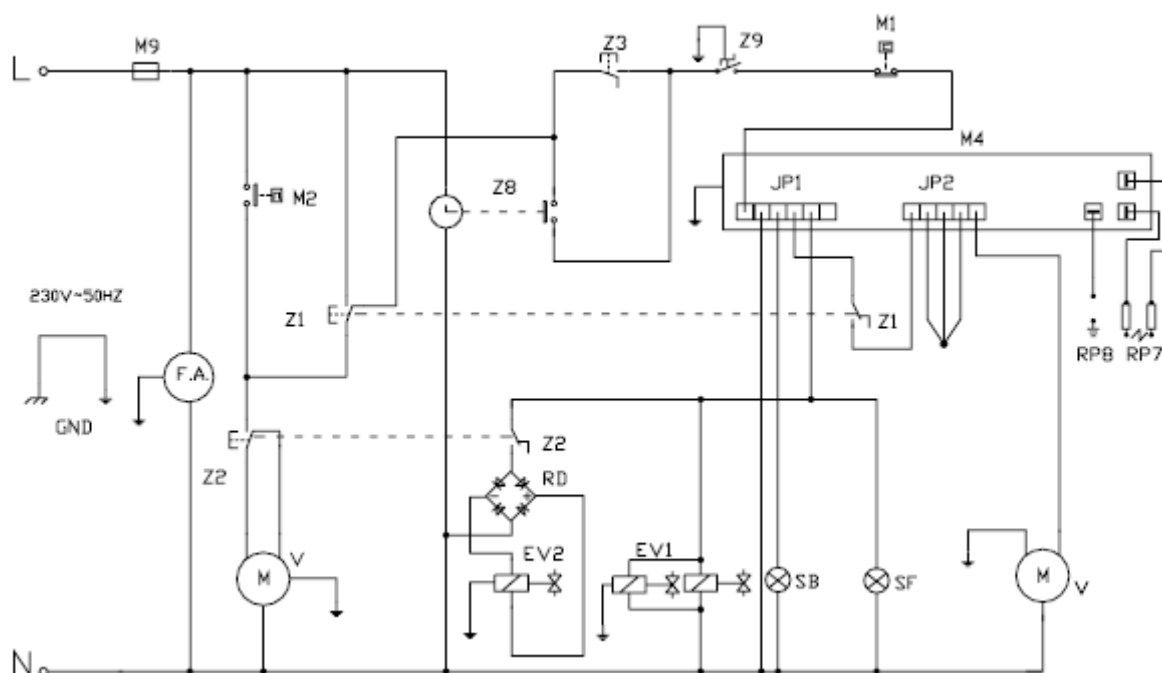 L
M9
Z3
Z9
M1
M4
M2
Z8
JP1
JP2
230V~50HZ
Z1
Z1
RP8
RP7
F.A.
GND
Z2
Z2
RD
V
M
EV2
EV1
SB
SF
M
V
N